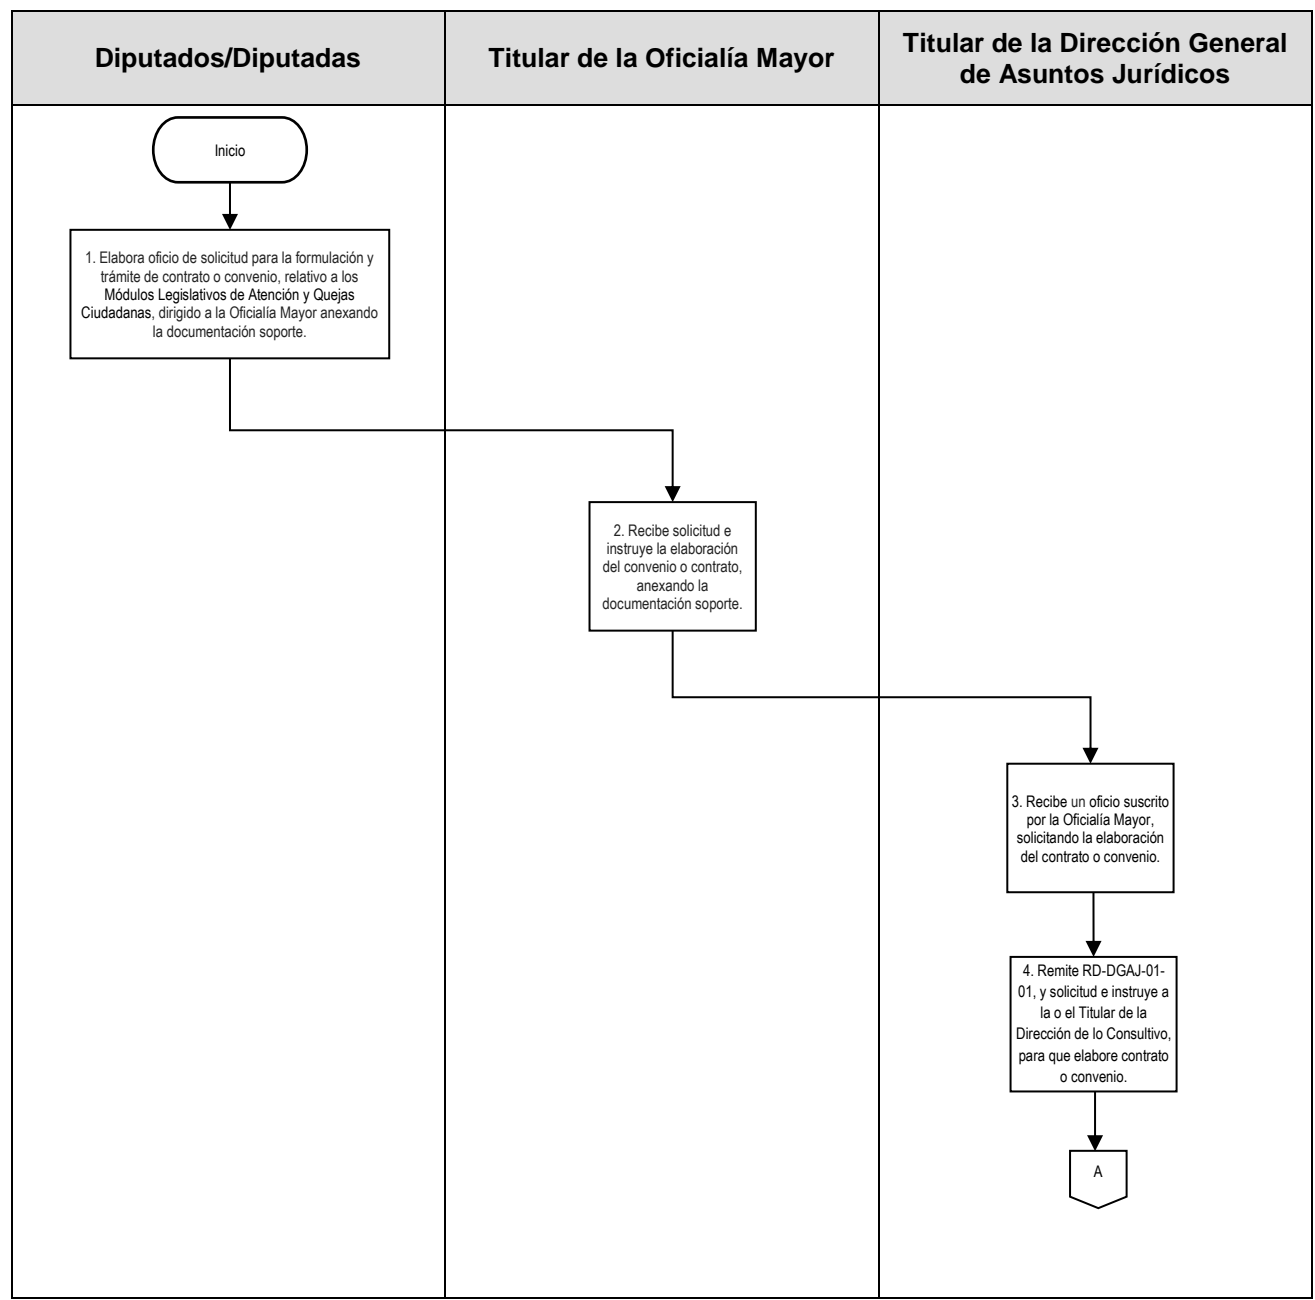 Diputados/Diputadas
Titular de la Oficialía Mayor
Titular de la Dirección General
de Asuntos Jurídicos
Inicio
1. Elabora oficio de solicitud para la formulación y
trámite de contrato o convenio, relativo a los
Módulos Legislativos de Atención y Quejas
Ciudadanas, dirigido a la Oficialía Mayor anexando
la documentación soporte.
2. Recibe solicitud e
instruye la elaboración
del convenio o contrato,
anexando la
documentación soporte.
3. Recibe un oficio suscrito
por la Oficialía Mayor,
solicitando la elaboración
del contrato o convenio.
4. Remite RD-DGAJ-01-
01, y solicitud e instruye a
la o el Titular de la
Dirección de lo Consultivo,
para que elabore contrato
o convenio.
A